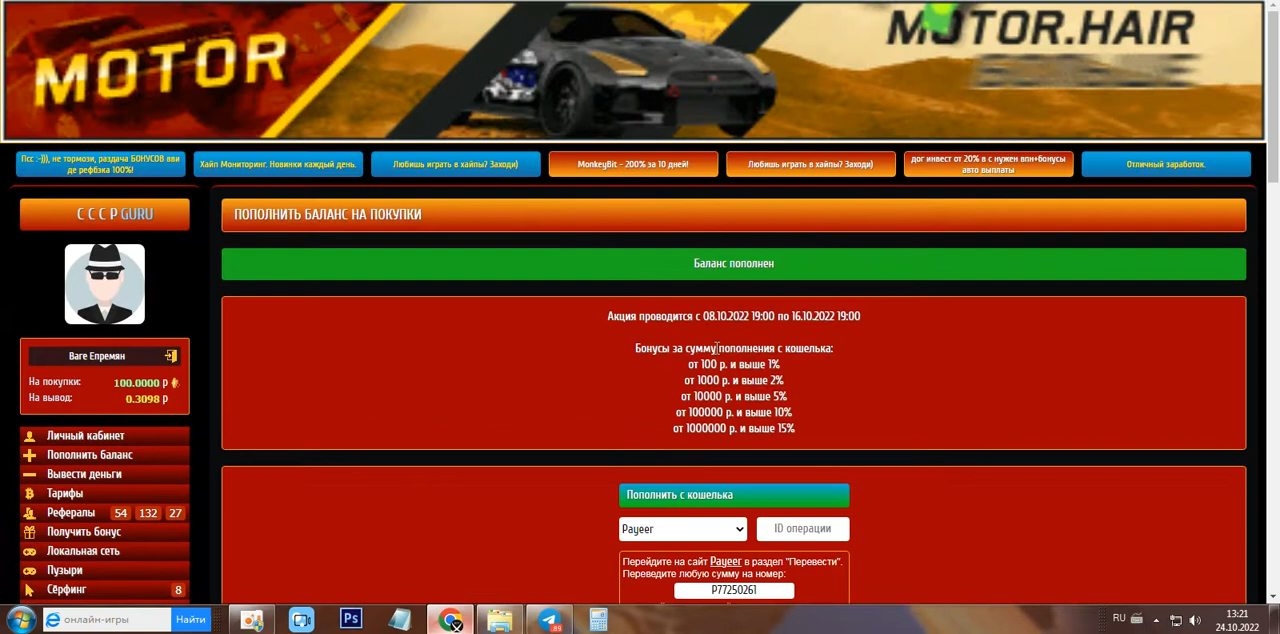 MOTOR
MOTOR.HAIR
Псс :-))), не тормози, раздача БОНУСОВ вви
де рефбэка 100%!
Хайп Мониторинг. Новинки каждый день.
Любишь играть в хайпы? Заходи)
MonkeyBit - 200% за 10 дней!
Любишь играть в хайпы? Заходи)
дог инвест от 20% в с нужен впн+бонусы
авто выплаты
Отличный заработок.
С С С Р GURU
ПОПОЛНИТЬ БАЛАНС НА ПОКУПКИ
Баланс пополнен
Акция проводится с 08.10.2022 19:00 по 16.10.2022 19:00
Бонусы за сумму пополнения с кошелька:
от 100 р. и выше 1%
от 1000 р. и выше 2%
от 10000 р. и выше 5%
от 100000 р. и выше 10%
от 1000000 р. и выше 15%
Ваге Епремян
На покупки: 100.0000 р
На вывод: 0.3098 р
Личный кабинет
Пополнить баланс
Вывести деньги
Тарифы
Рефералы 54 132 27
Получить бонус
Локальная сеть
Пузыри
Сёрфинг 8
Пополнить с кошелька
Payeer
ID операции
Перейдите на сайт Payeer в раздел "Перевести".
Переведите любую сумму на номер:
P77250261
онлайн-игры
Найти
Ps
89
RU
13:21
24.10.2022